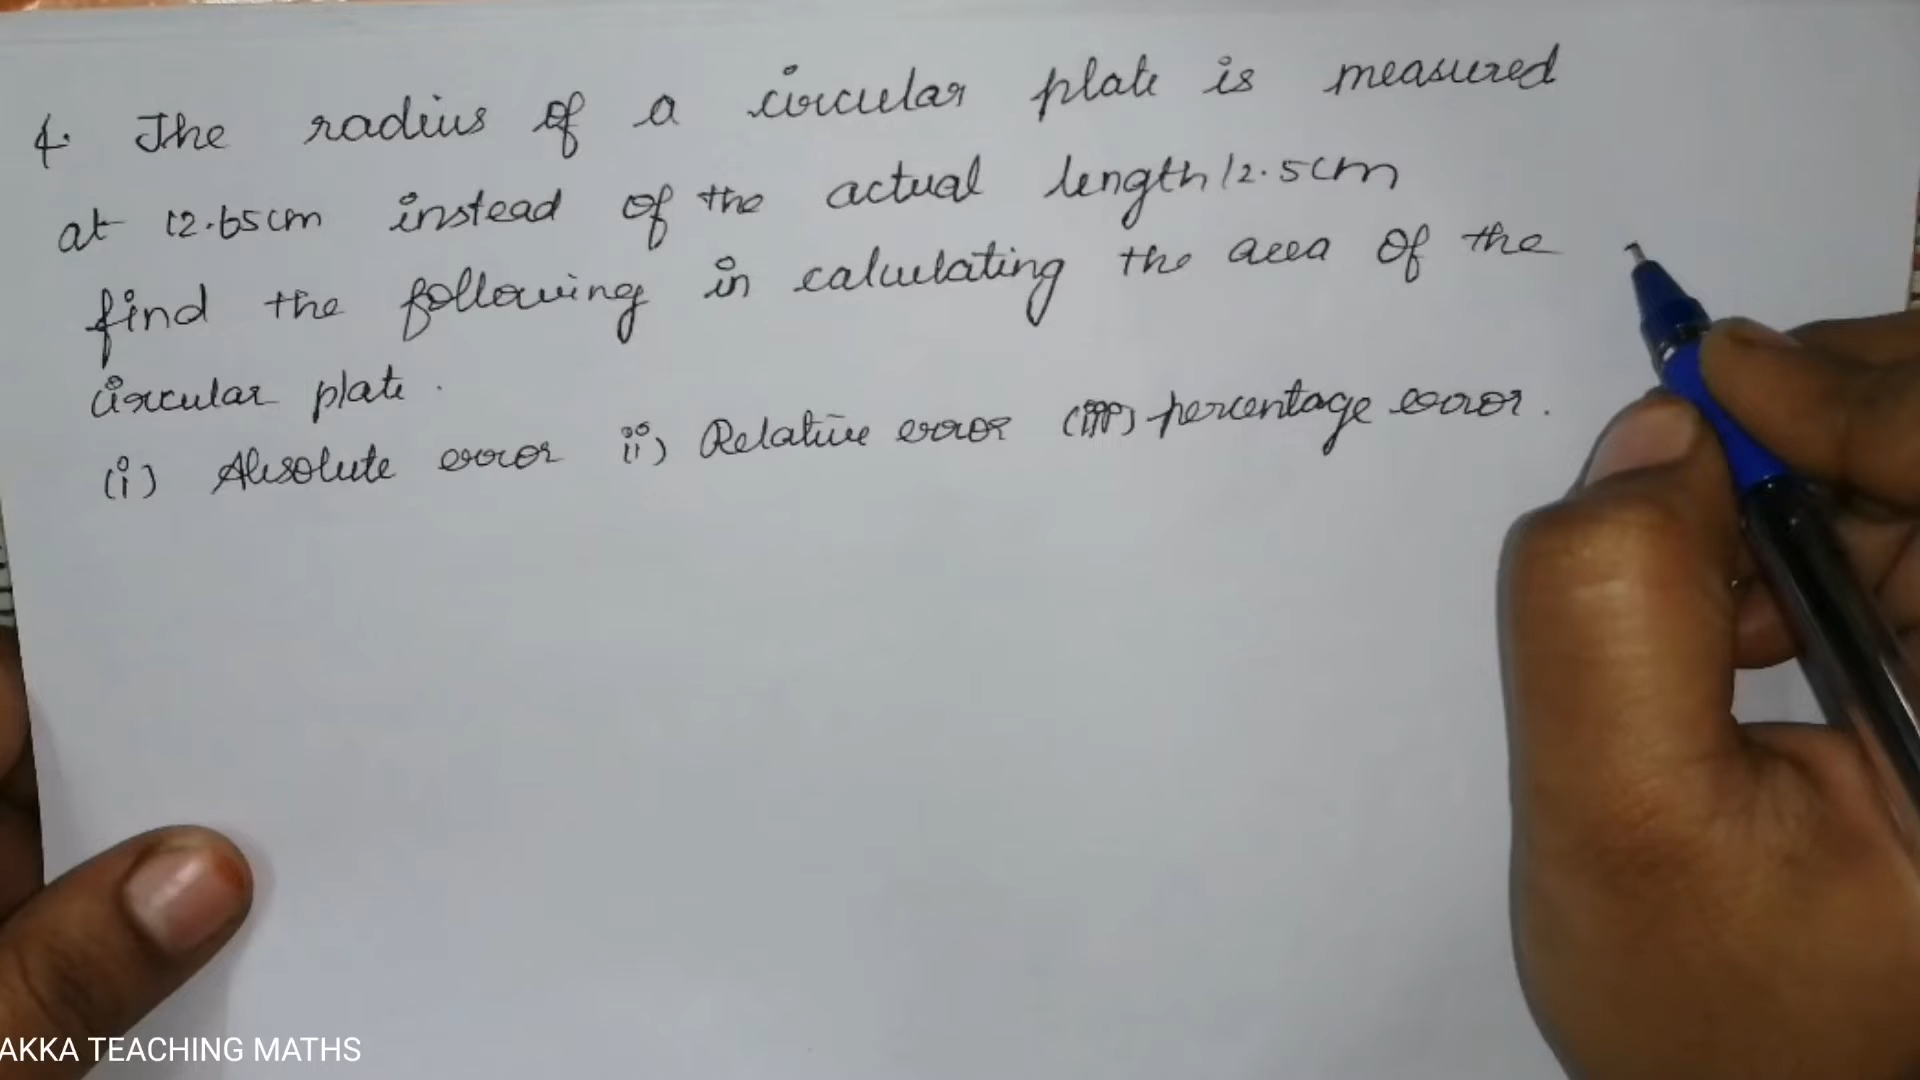 4. The radius of a circular plate is measured
at 12.65cm instead of the actual length 12.5cm
find the following in calculating the area of the
circular plate.
(i) Absolute error ii) Relative error (iii) percentage error.
AKKA TEACHING MATHS